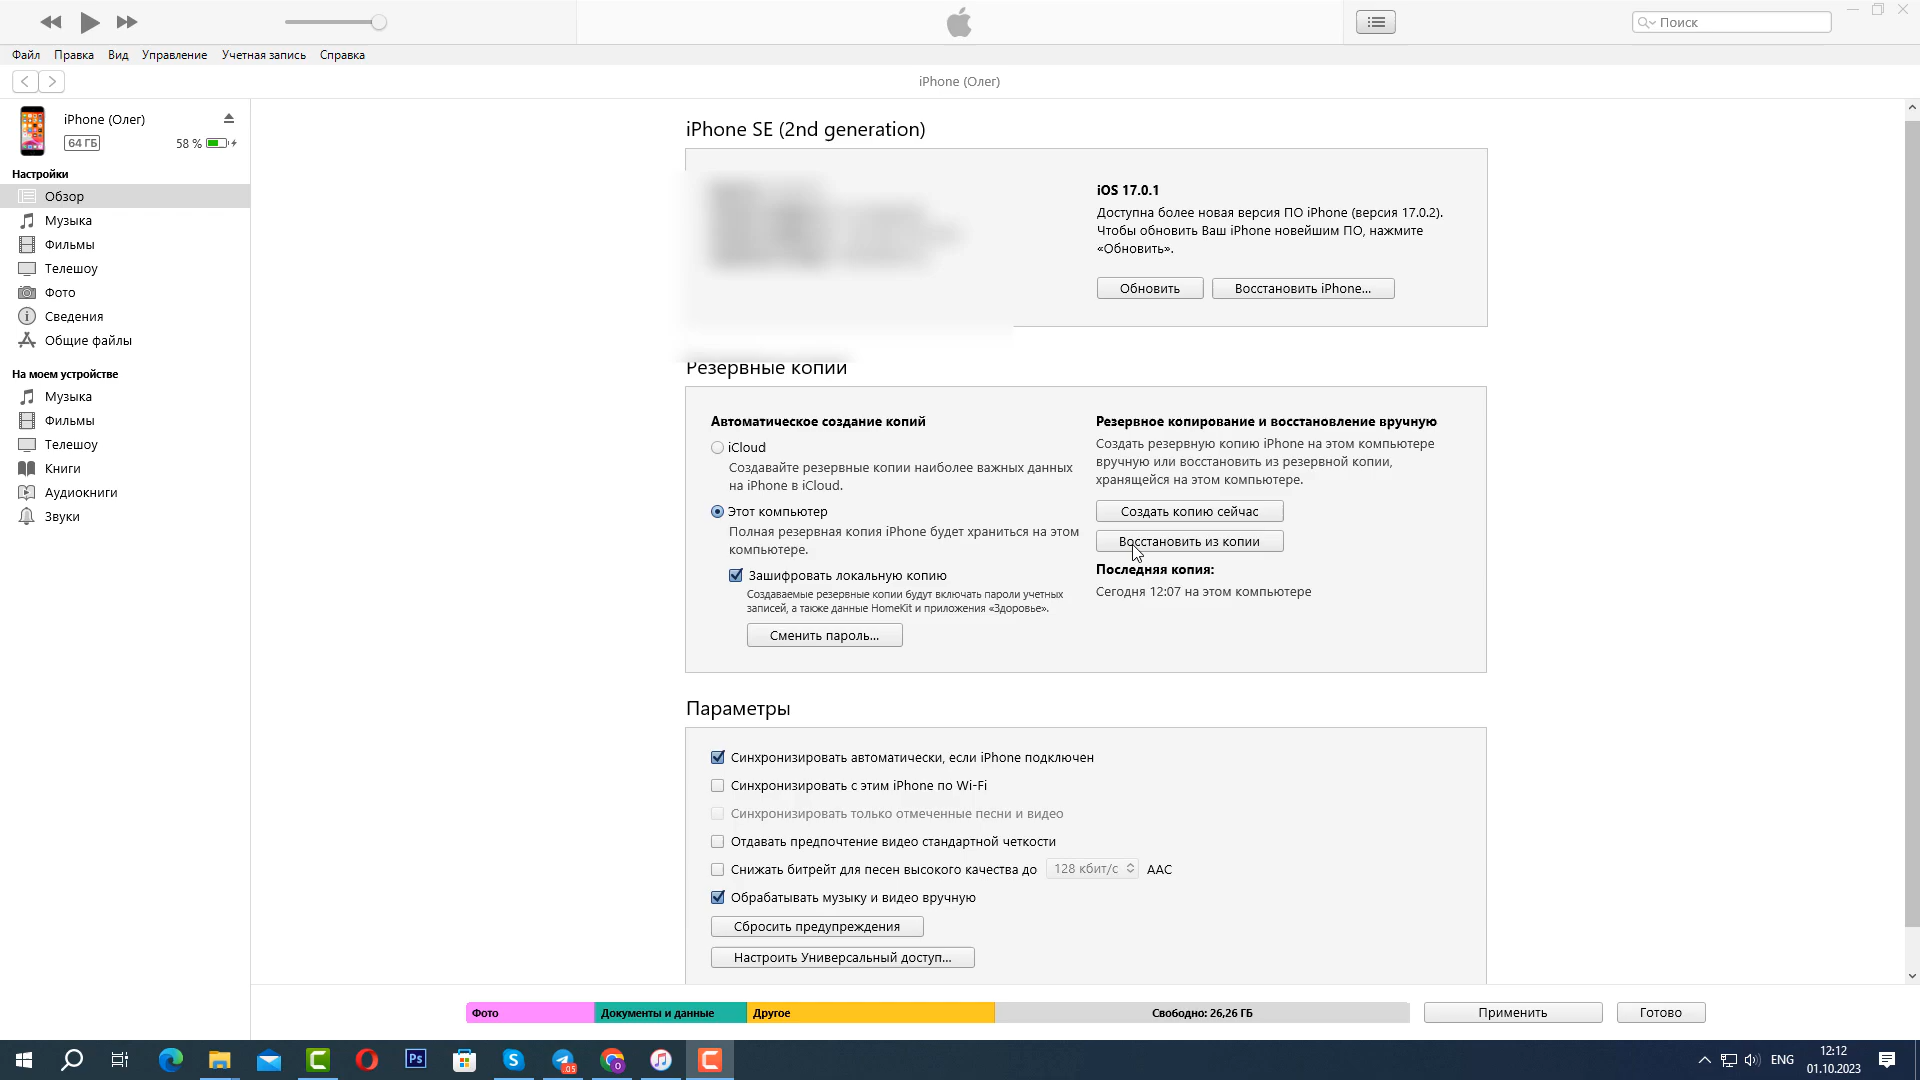 Поиск
Файл Правка Вид Управление Учетная запись Справка
iPhone (Олег)
iPhone (Олег)
64 ГБ
58 %
Настройки
Обзор
Музыка
Фильмы
Телешоу
Фото
Сведения
Общие файлы
На моем устройстве
Музыка
Фильмы
Телешоу
Книги
Аудиокниги
Звуки
iPhone SE (2nd generation)
iOS 17.0.1
Доступна более новая версия ПО iPhone (версия 17.0.2).
Чтобы обновить Ваш iPhone новейшим ПО, нажмите
«Обновить».
Обновить
Восстановить iPhone...
Резервные копии
Автоматическое создание копий
iCloud
Создавайте резервные копии наиболее важных данных
на iPhone в iCloud.
Этот компьютер
Полная резервная копия iPhone будет храниться на этом
компьютере.
Зашифровать локальную копию
Создаваемые резервные копии будут включать пароли учетных
записей, а также данные HomeKit и приложения «Здоровье».
Сменить пароль...
Резервное копирование и восстановление вручную
Создать резервную копию iPhone на этом компьютере
вручную или восстановить из резервной копии,
хранящейся на этом компьютере.
Создать копию сейчас
Восстановить из копии
Последняя копия:
Сегодня 12:07 на этом компьютере
Параметры
Синхронизировать автоматически, если iPhone подключен
Синхронизировать с этим iPhone по Wi-Fi
Синхронизировать только отмеченные песни и видео
Отдавать предпочтение видео стандартной четкости
Снижать битрейт для песен высокого качества до 128 кбит/с AAC
Обрабатывать музыку и видео вручную
Сбросить предупреждения
Настроить Универсальный доступ...
Фото
Документы и данные
Другое
Свободно: 26,26 ГБ
Применить
Готово
Ps
.05
ENG
12:12
01.10.2023